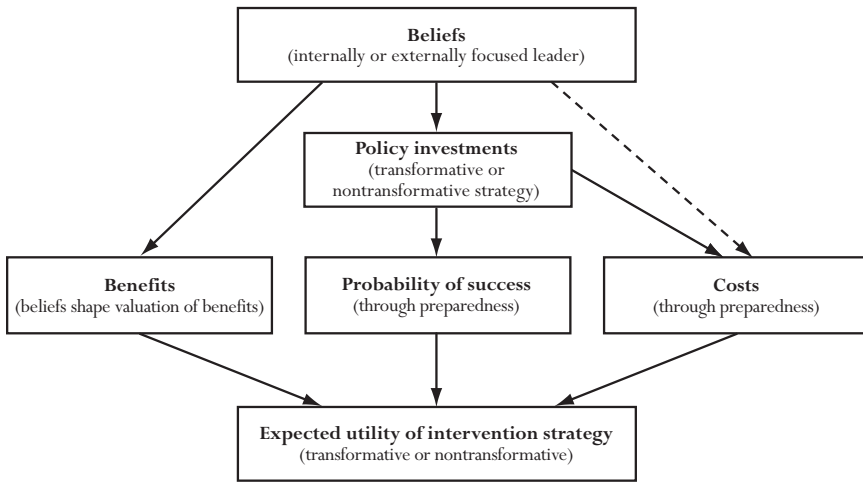 Beliefs
(internally or externally focused leader)
Policy investments
(transformative or
nontransformative strategy)
Benefits
(beliefs shape valuation of benefits)
Probability of success
(through preparedness)
Costs
(through preparedness)
Expected utility of intervention strategy
(transformative or nontransformative)